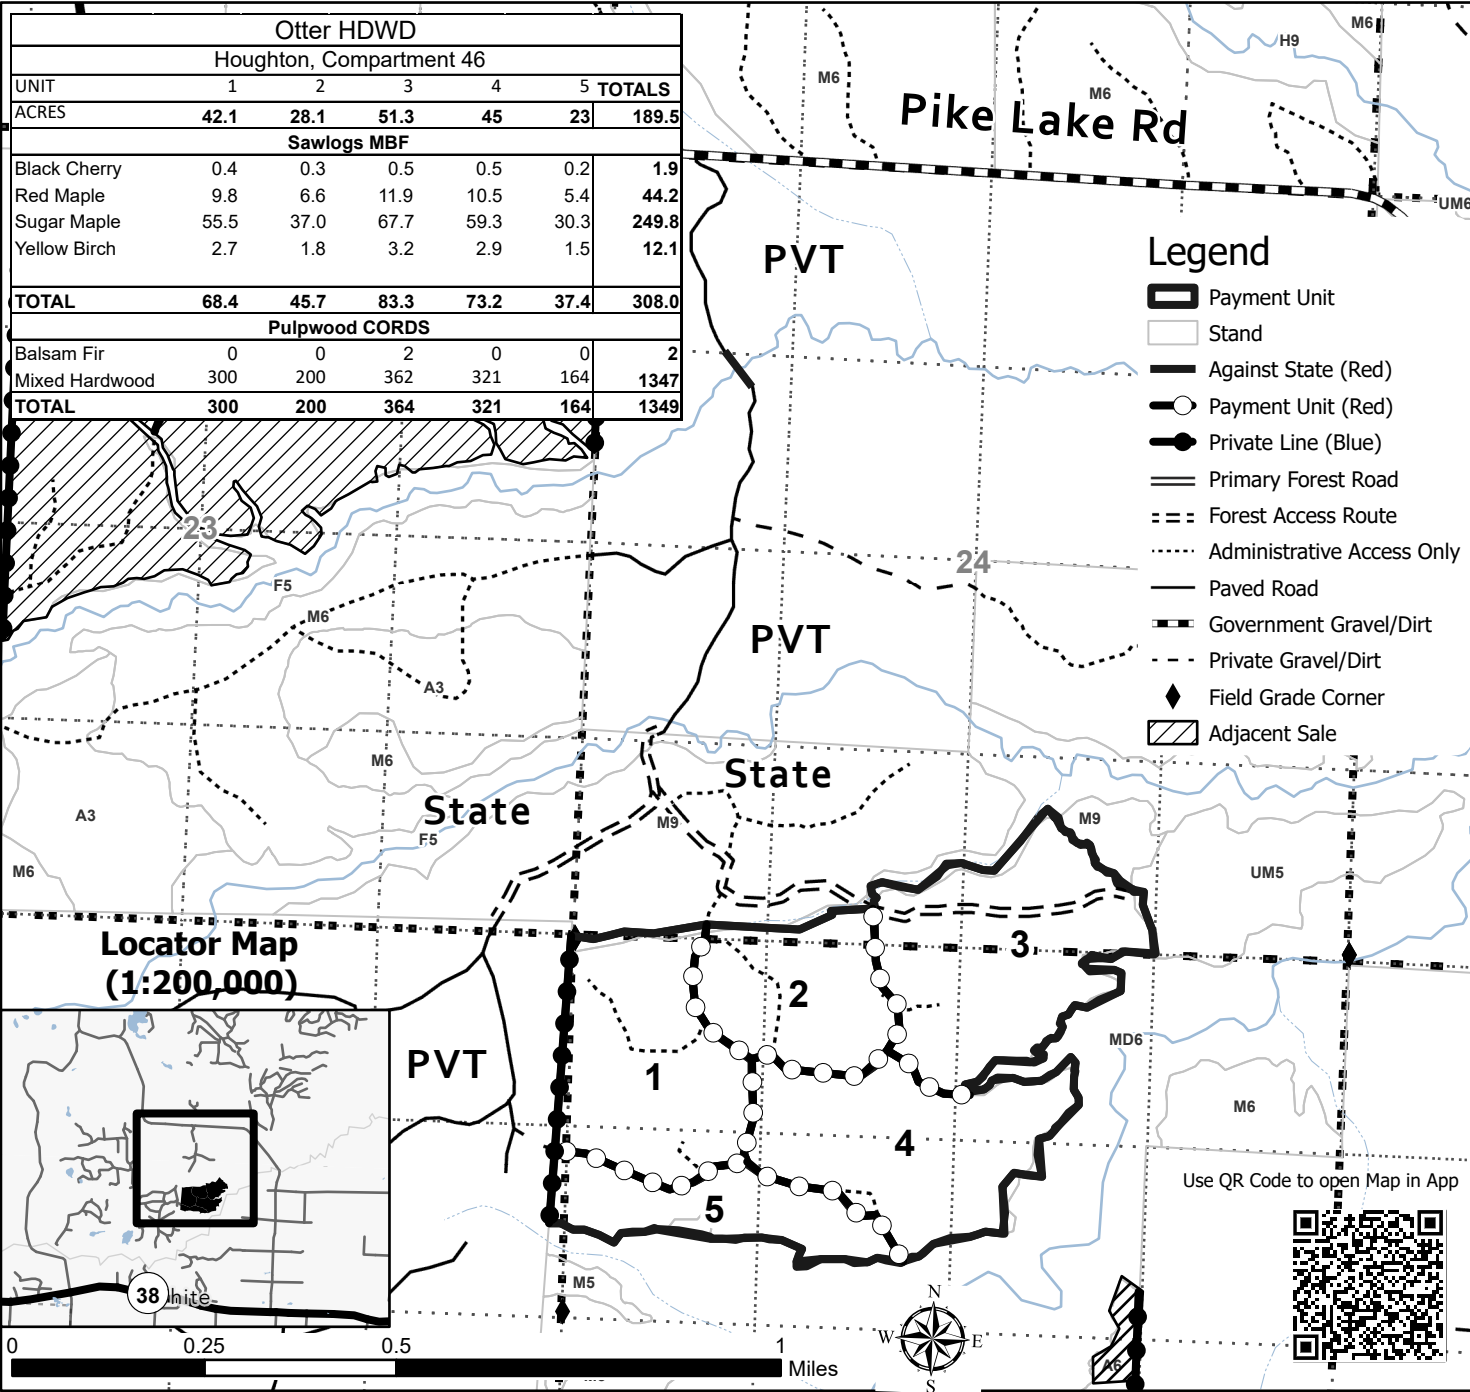 Otter HDWD
Houghton, Compartment 46
UNIT 1 2 3 4 5 TOTALS
ACRES 42.1 28.1 51.3 45 23 189.5
Sawlogs MBF
Black Cherry 0.4 0.3 0.5 0.5 0.2 1.9
Red Maple 9.8 6.6 11.9 10.5 5.4 44.2
Sugar Maple 55.5 37.0 67.7 59.3 30.3 249.8
Yellow Birch 2.7 1.8 3.2 2.9 1.5 12.1
TOTAL 68.4 45.7 83.3 73.2 37.4 308.0
Pulpwood CORDS
Balsam Fir 0 0 2 0 0 2
Mixed Hardwood 300 200 362 321 164 1347
TOTAL 300 200 364 321 164 1349
M6
H9
M6
M6
Pike Lake Rd
UM6
PVT
Legend
Payment Unit
Stand
Against State (Red)
Payment Unit (Red)
Private Line (Blue)
Primary Forest Road
Forest Access Route
Administrative Access Only
Paved Road
Government Gravel/Dirt
Private Gravel/Dirt
Field Grade Corner
Adjacent Sale
23
24
F5
M6
PVT
A3
M6
State
State
A3
M9
M9
F5
M6
UM5
Locator Map
(1:200,000)
3
2
MD6
PVT
1
M6
4
5
Use QR Code to open Map in App
M5
38
hite
N
W
E
S
A6
0 0.25 0.5 1
Miles